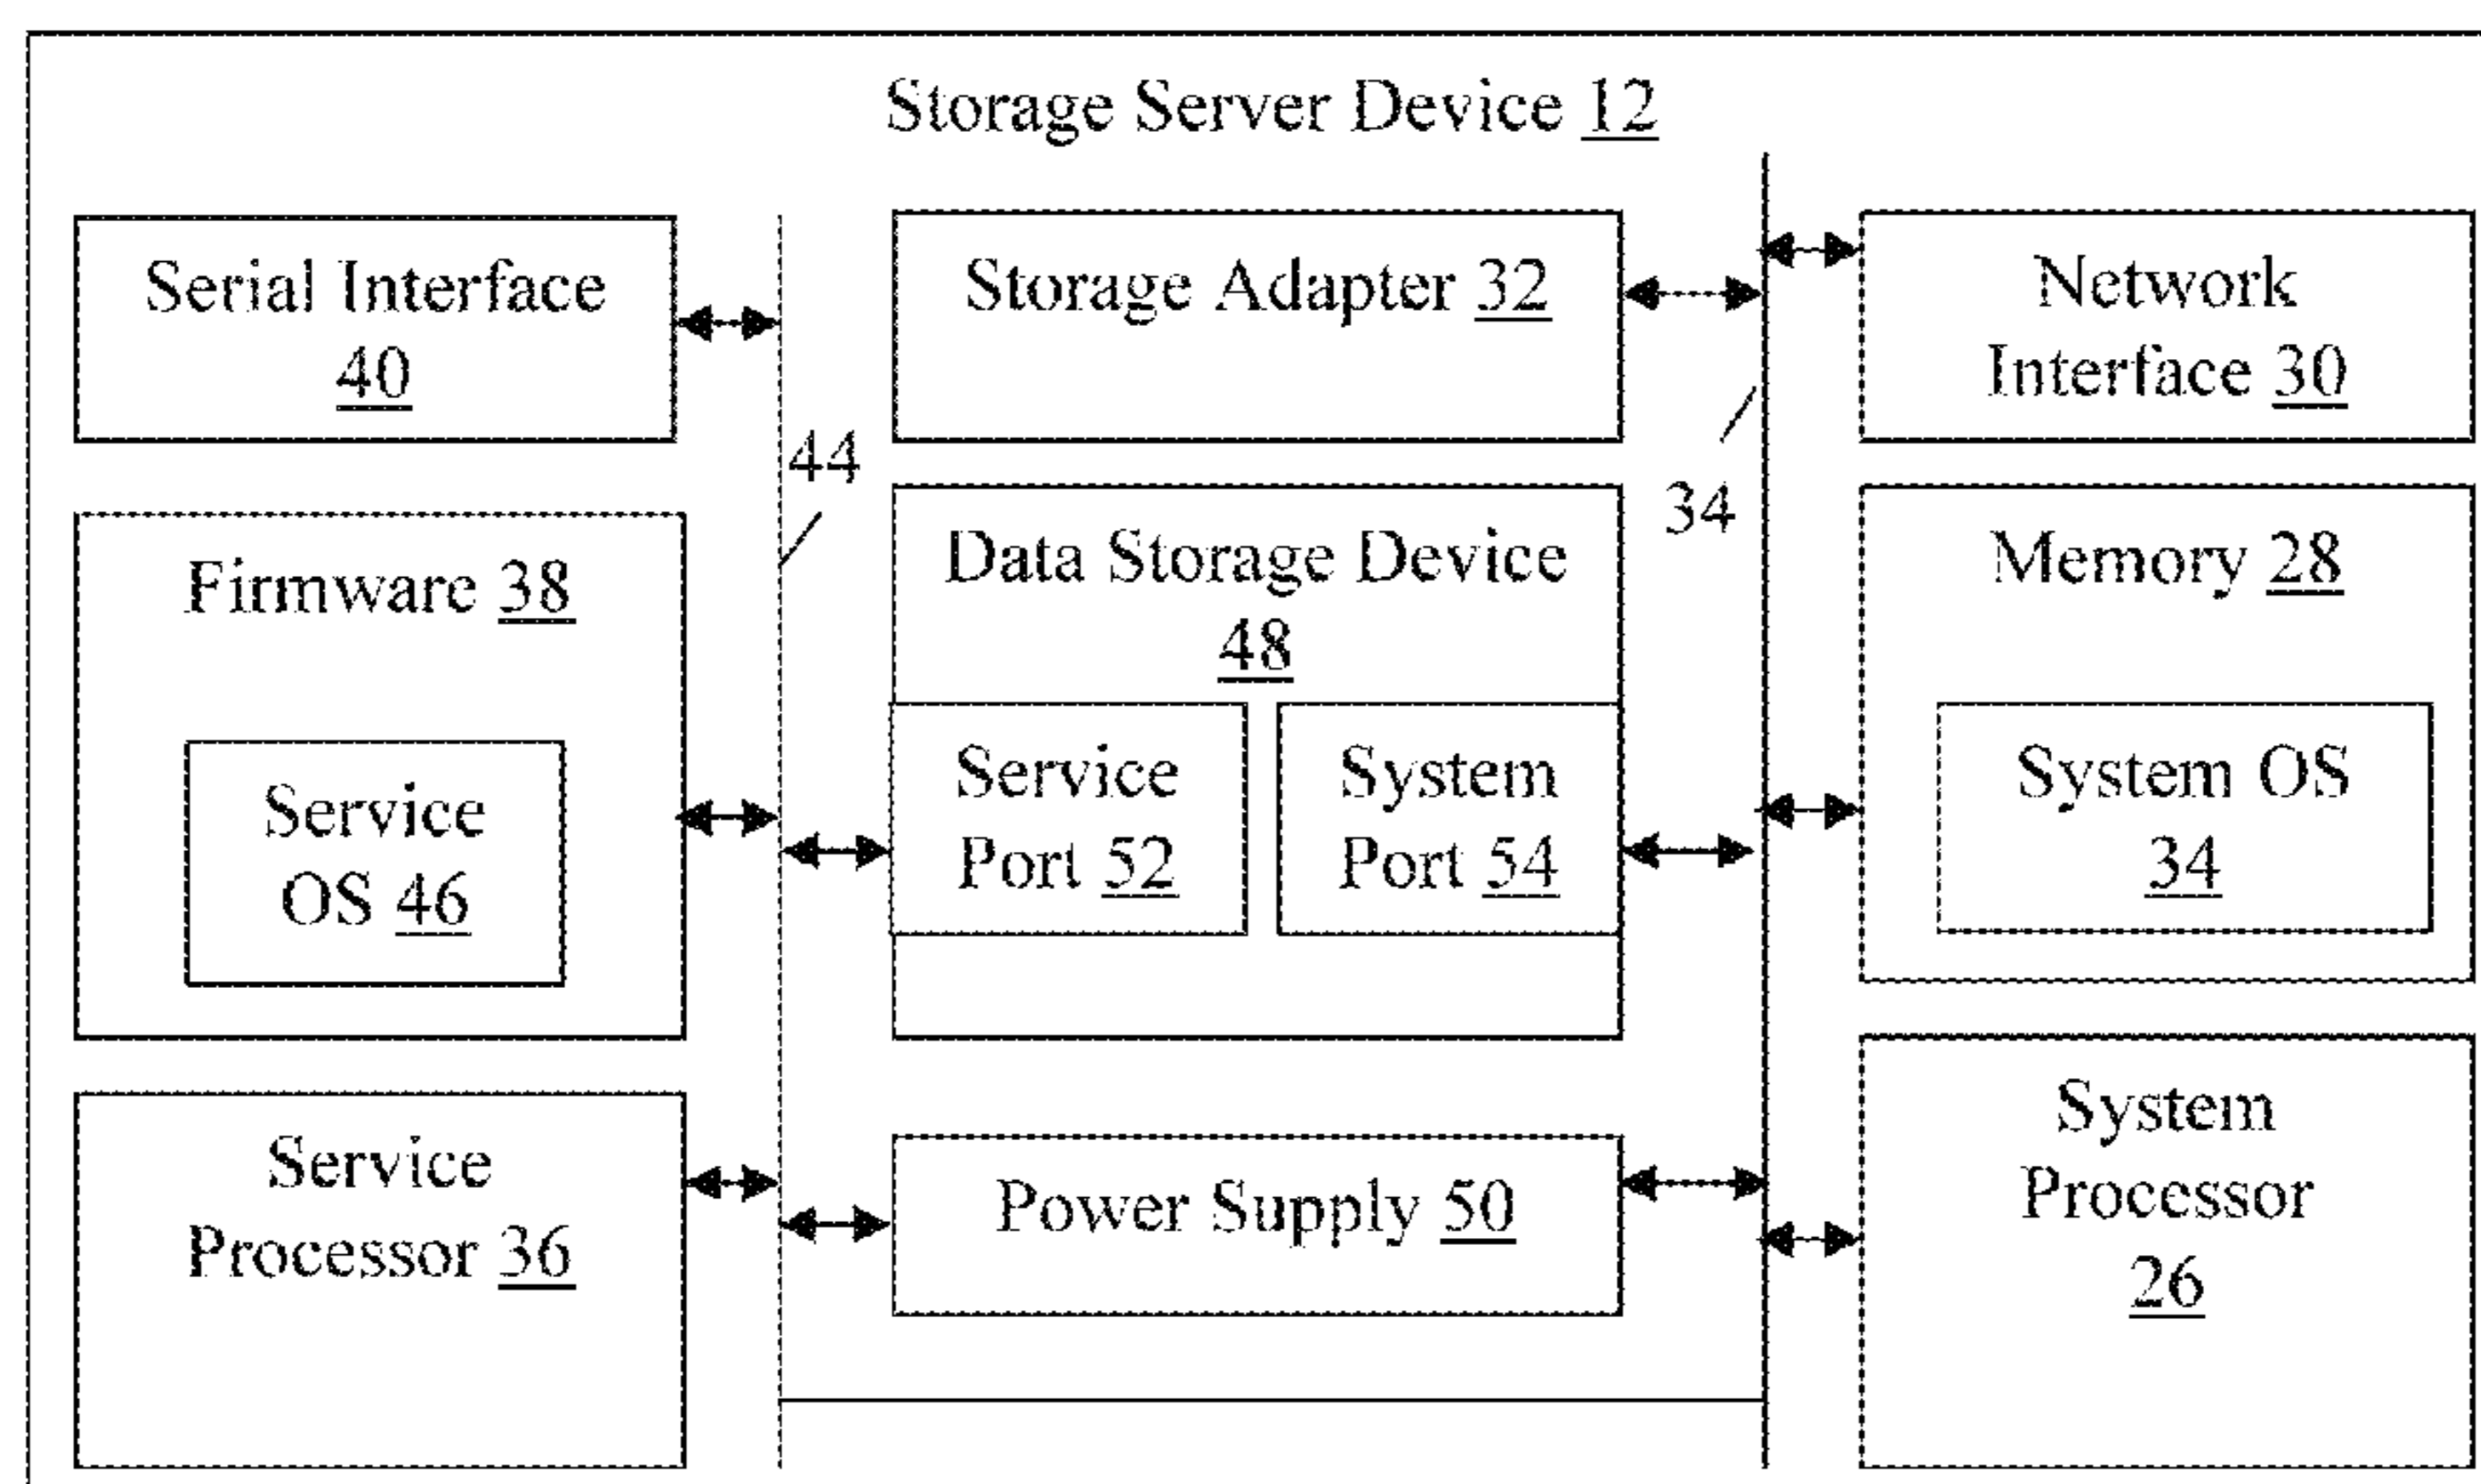 Storage Server Device 12
Serial Interface
40
Storage Adapter 32
Network
Interface 30
44
34
Firmware 38
Service
OS 46
Data Storage Device
48
Service
Port 52
System
Port 54
Memory 28
System OS
34
Service
Processor 36
Power Supply 50
System
Processor
26